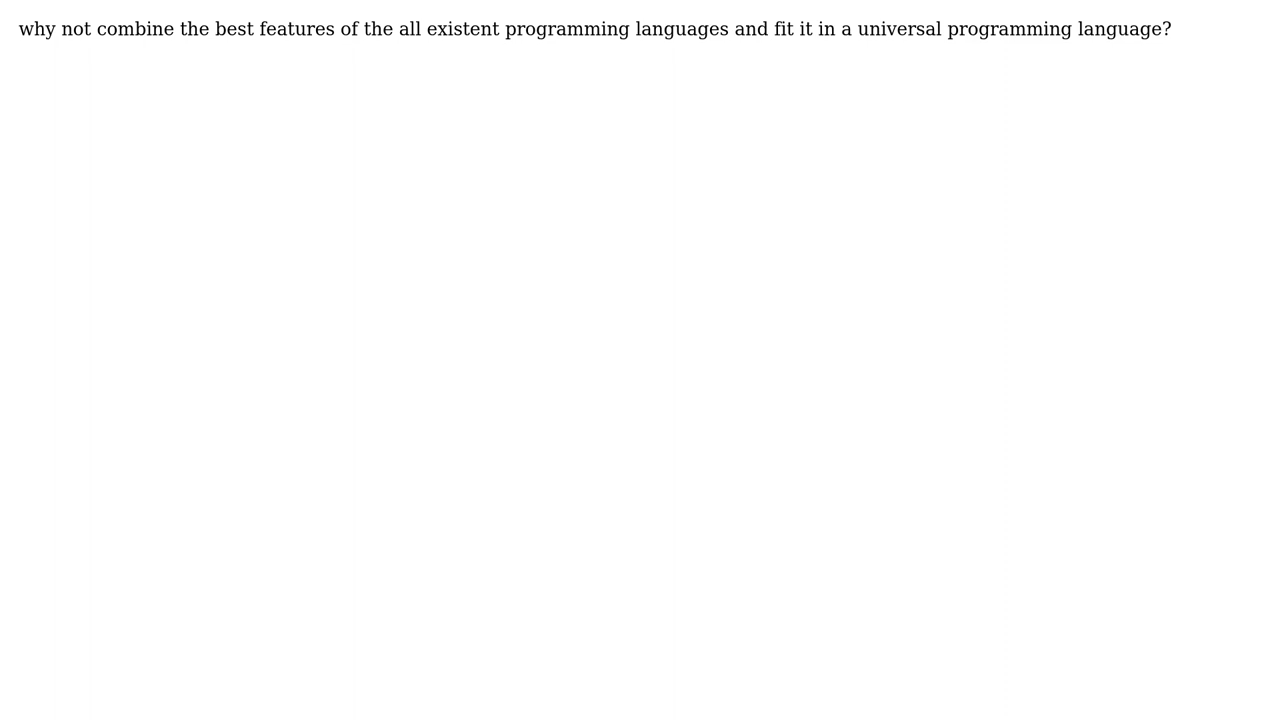 why not combine the best features of the all existent programming languages and fit it in a universal programming language?